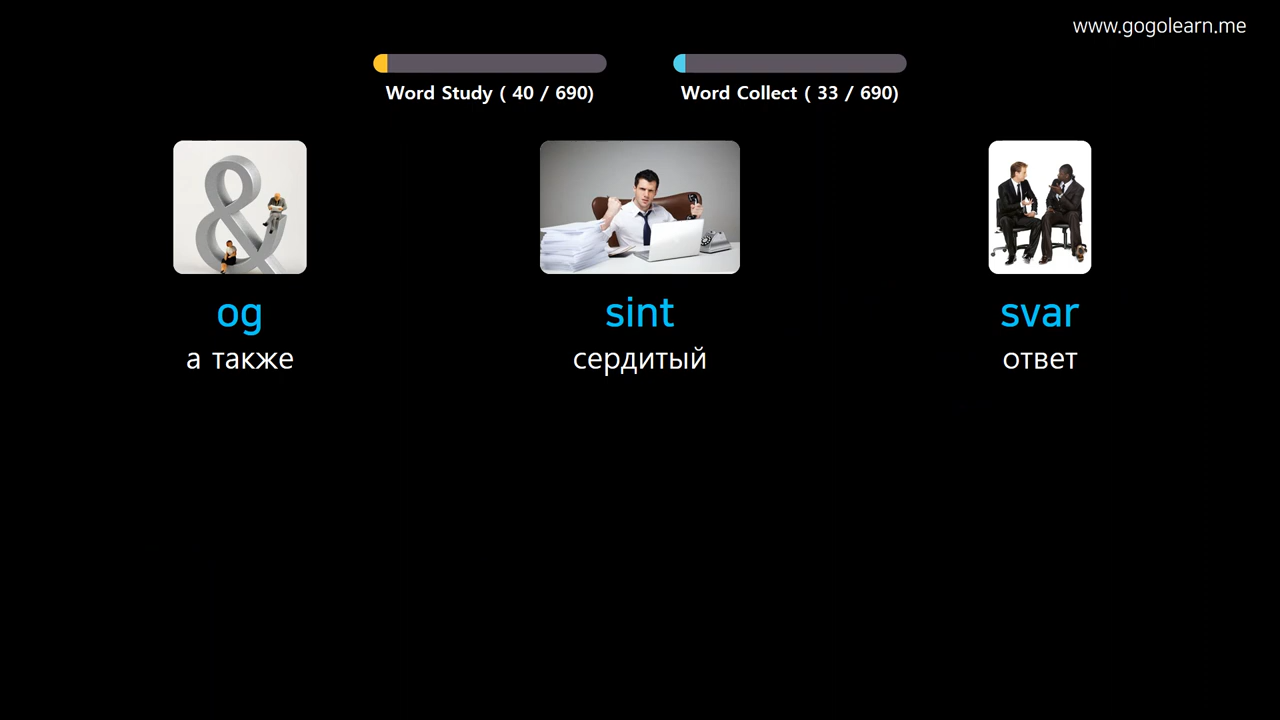 www.gogolearn.me
Word Study ( 40 / 690)
Word Collect ( 33 / 690)
&
og
sint
svar
а также
сердитый
ответ